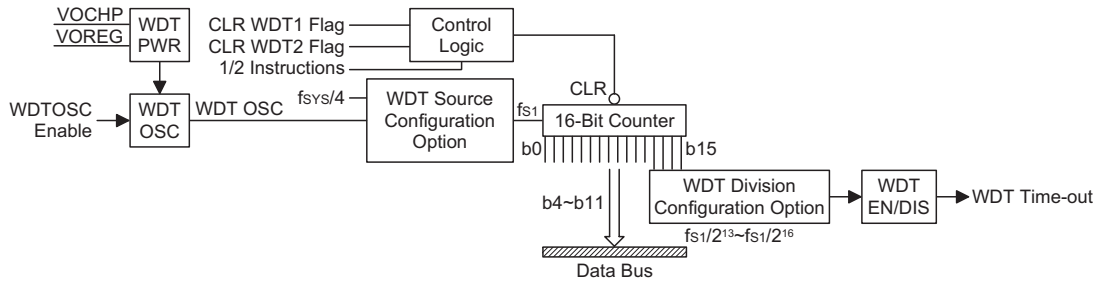 VOCHP
VOREG
WDT
PWR
CLR WDT1 Flag
CLR WDT2 Flag
1/2 Instructions
Control
Logic
CLR
WDTOSC
Enable
WDT
OSC
WDT OSC
fSYS/4
WDT Source
Configuration
Option
fS1
16-Bit Counter
b0
b15
b4~b11
WDT Division
Configuration Option
fS1/2¹³~fS1/2¹⁶
WDT
EN/DIS
WDT Time-out
Data Bus